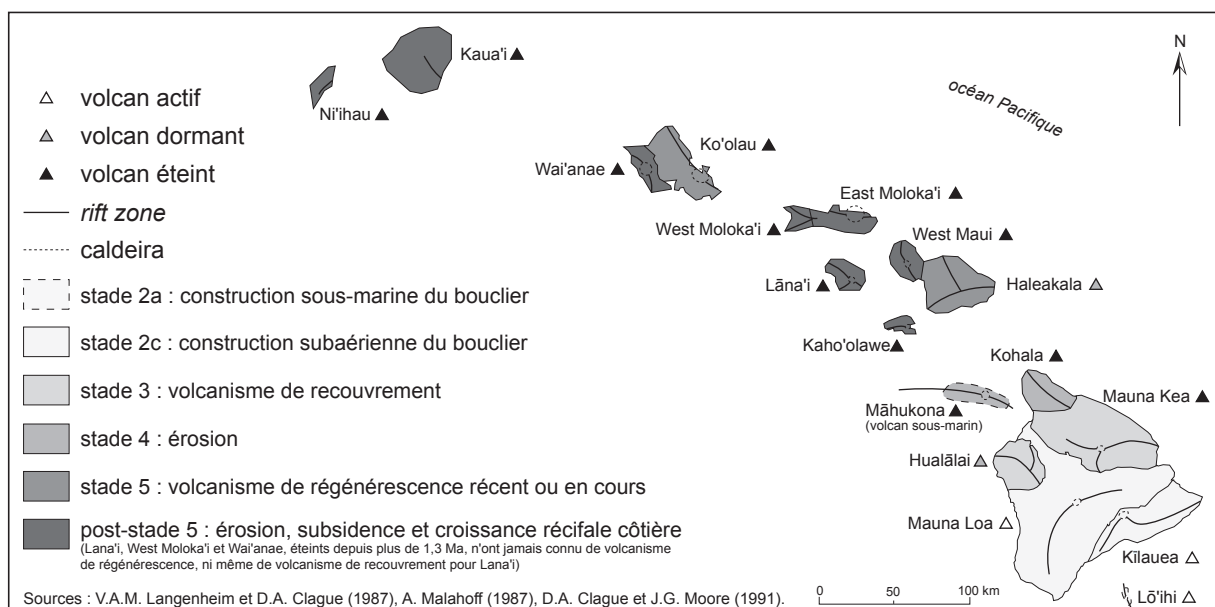 Kaua'i
Ni'ihau
N
océan Pacifique
volcan actif
volcan dormant
volcan éteint
rift zone
caldeira
stade 2a : construction sous-marine du bouclier
stade 2c : construction subaérienne du bouclier
stade 3 : volcanisme de recouvrement
stade 4 : érosion
stade 5 : volcanisme de régénérescence récent ou en cours
post-stade 5 : érosion, subsidence et croissance récifale côtière
(Lana'i, West Moloka'i et Wai'anae, éteints depuis plus de 1,3 Ma, n'ont jamais connu de volcanisme
de régénérescence, ni même de volcanisme de recouvrement pour Lana'i)
Ko'olau
Wai'anae
East Moloka'i
West Moloka'i
West Maui
Lāna'i
Haleakala
Kaho'olawe
Kohala
Mauna Kea
Māhukona
(volcan sous-marin)
Hualālai
Mauna Loa
Kīlauea
Lō'ihi
0 50 100 km
Sources : V.A.M. Langenheim et D.A. Clague (1987), A. Malahoff (1987), D.A. Clague et J.G. Moore (1991).